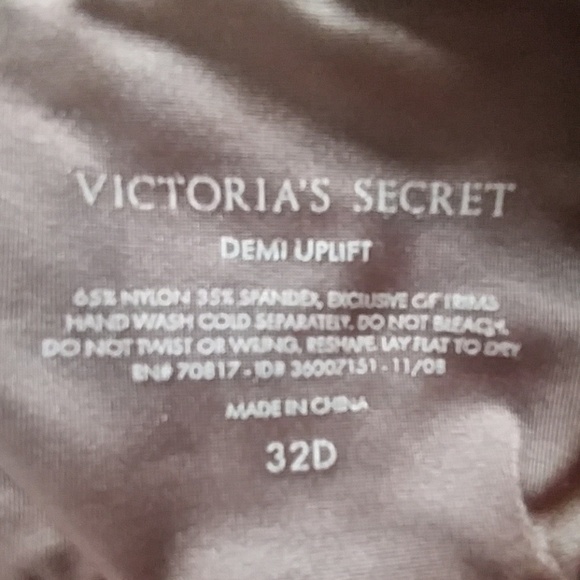 VICTORIA'S SECRET
DEMI UPLIFT
65% NYLON 35% SPANDEX, EXCLUSIVE OF TRIMS
HAND WASH COLD SEPARATELY. DO NOT BLEACH.
DO NOT TWIST OR WRING, RESHAPE. LAY FLAT TO DRY
RN# 70817 - ID# 36007151 - 11/08
MADE IN CHINA
32D